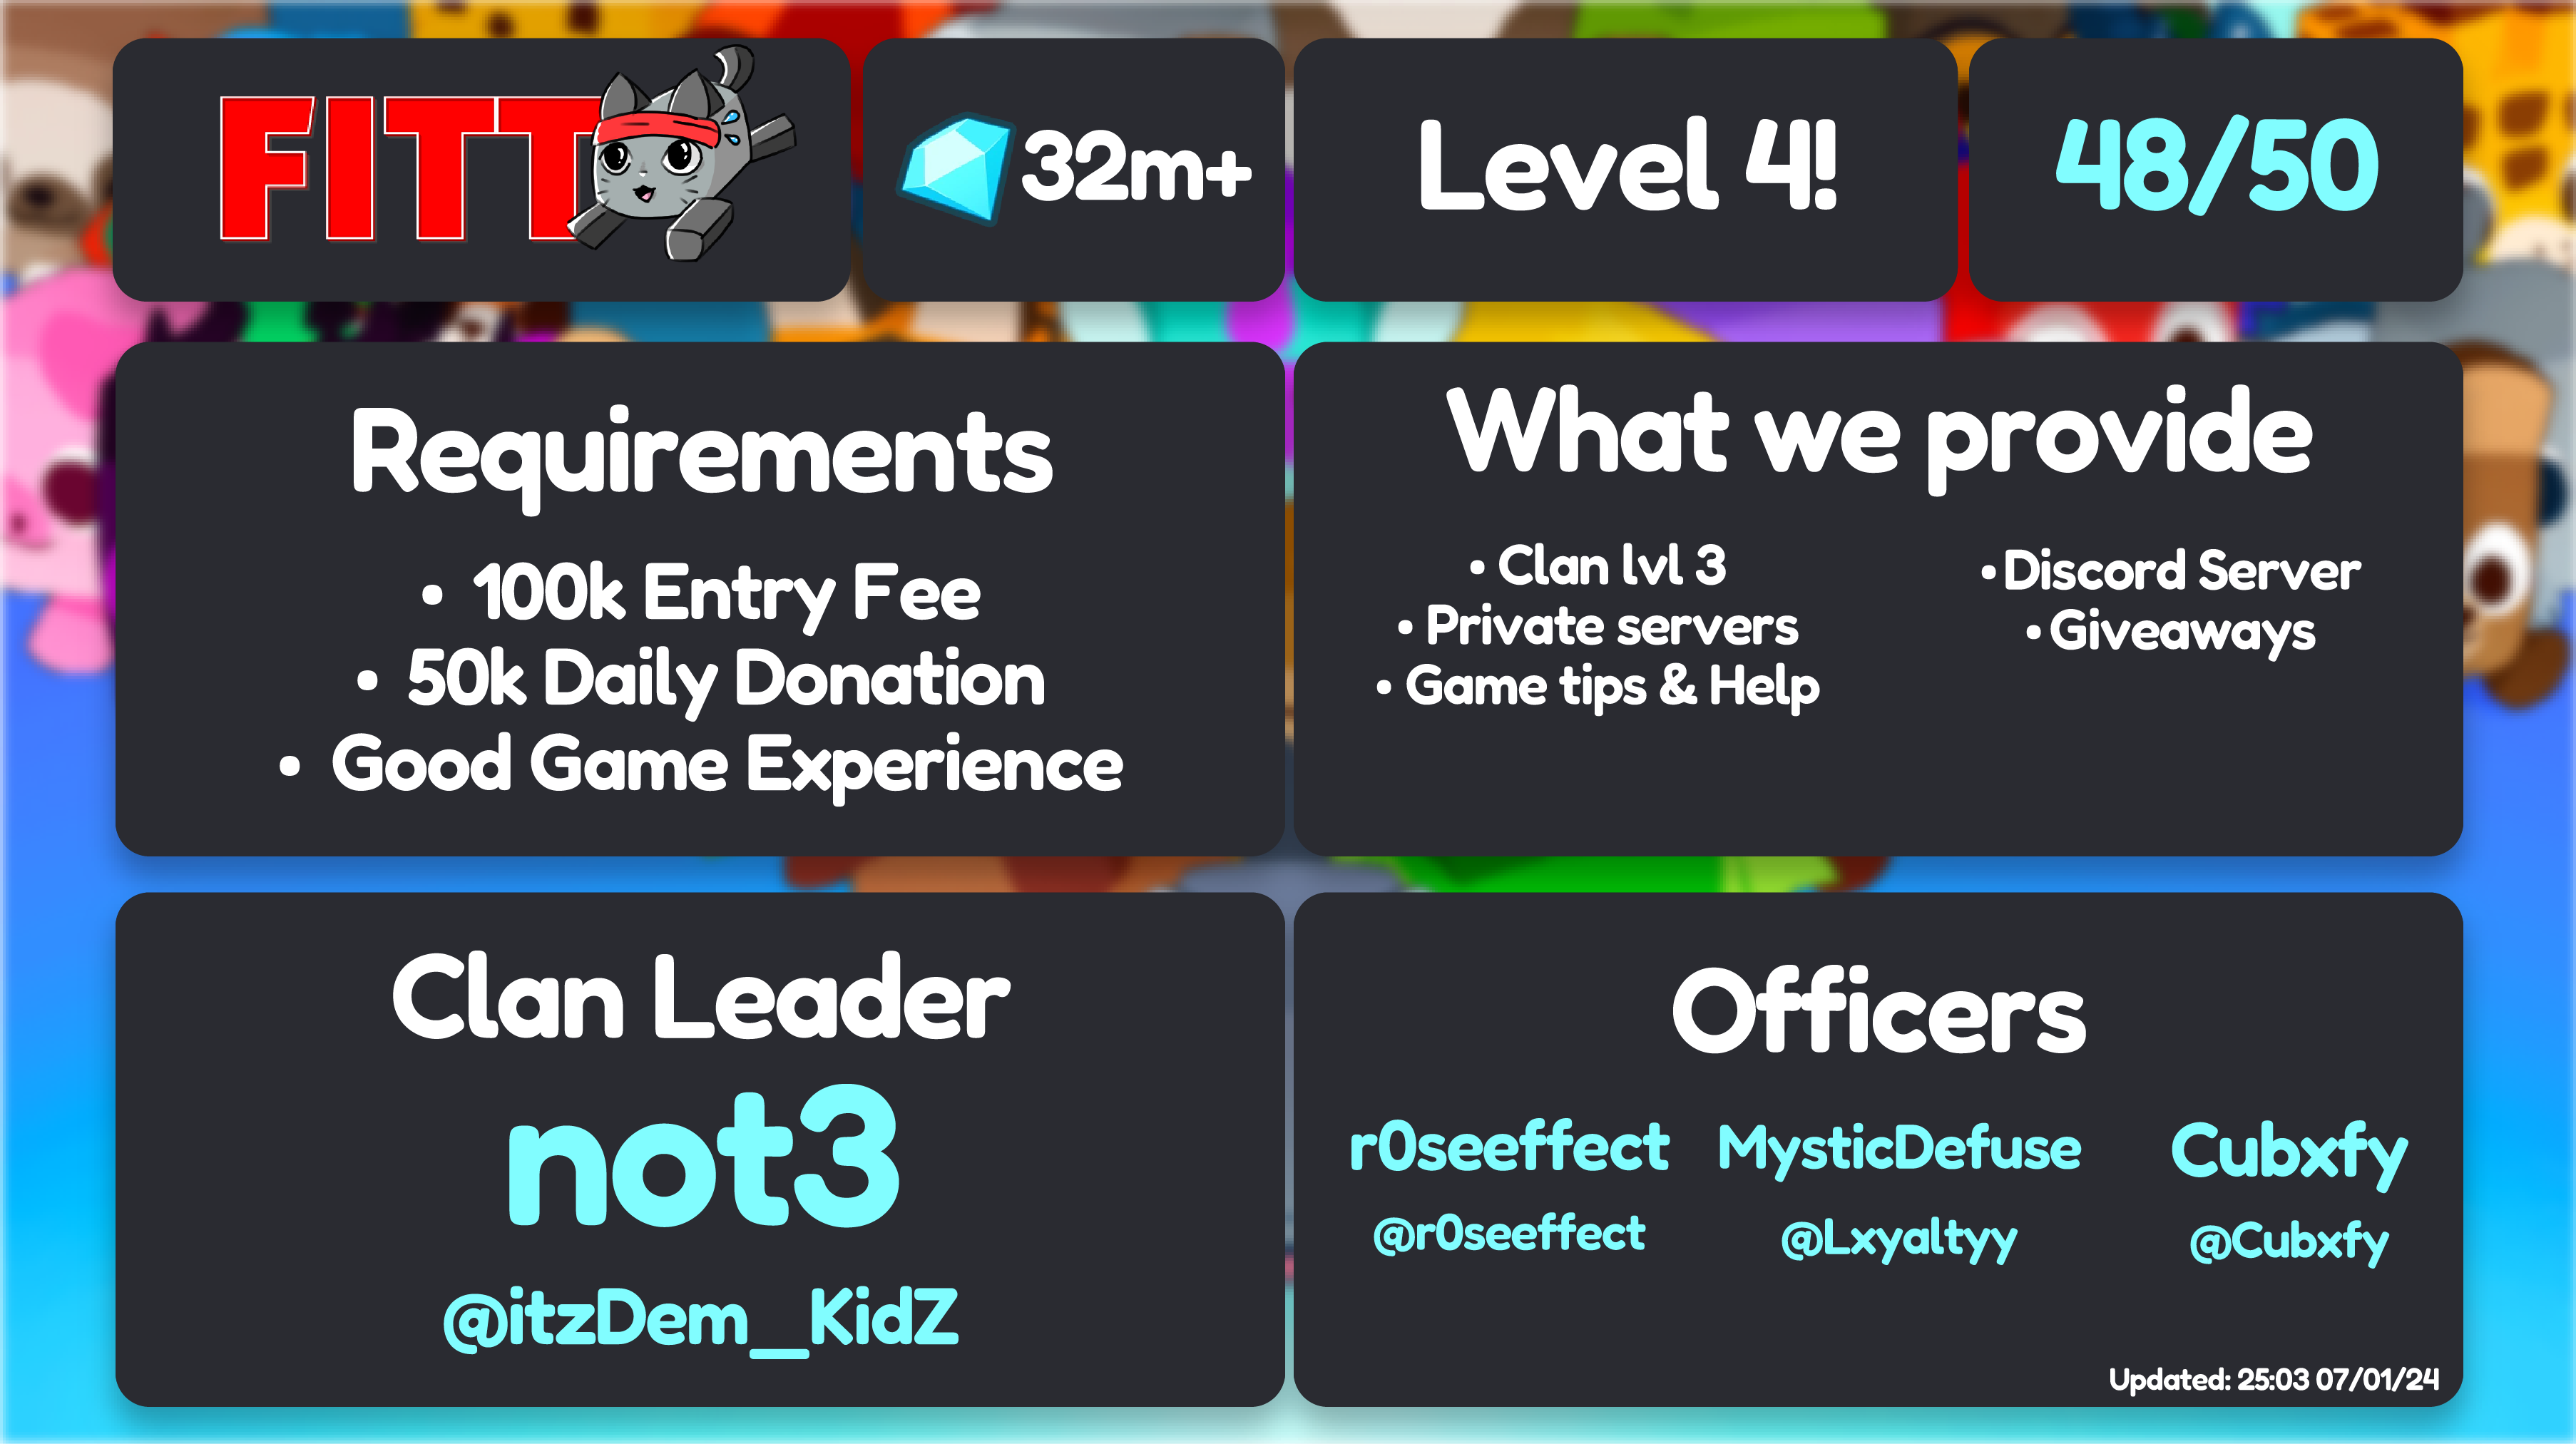 FITT
32m+
Level 4!
48/50
Requirements
• 100k Entry Fee
• 50k Daily Donation
• Good Game Experience
What we provide
• Clan lvl 3
• Private servers
• Game tips & Help
• Discord Server
• Giveaways
Clan Leader
not3
@itzDem_KidZ
Officers
r0seeffect
@r0seeffect
MysticDefuse
@Lxyaltyy
Cubxfy
@Cubxfy
Updated: 25:03 07/01/24